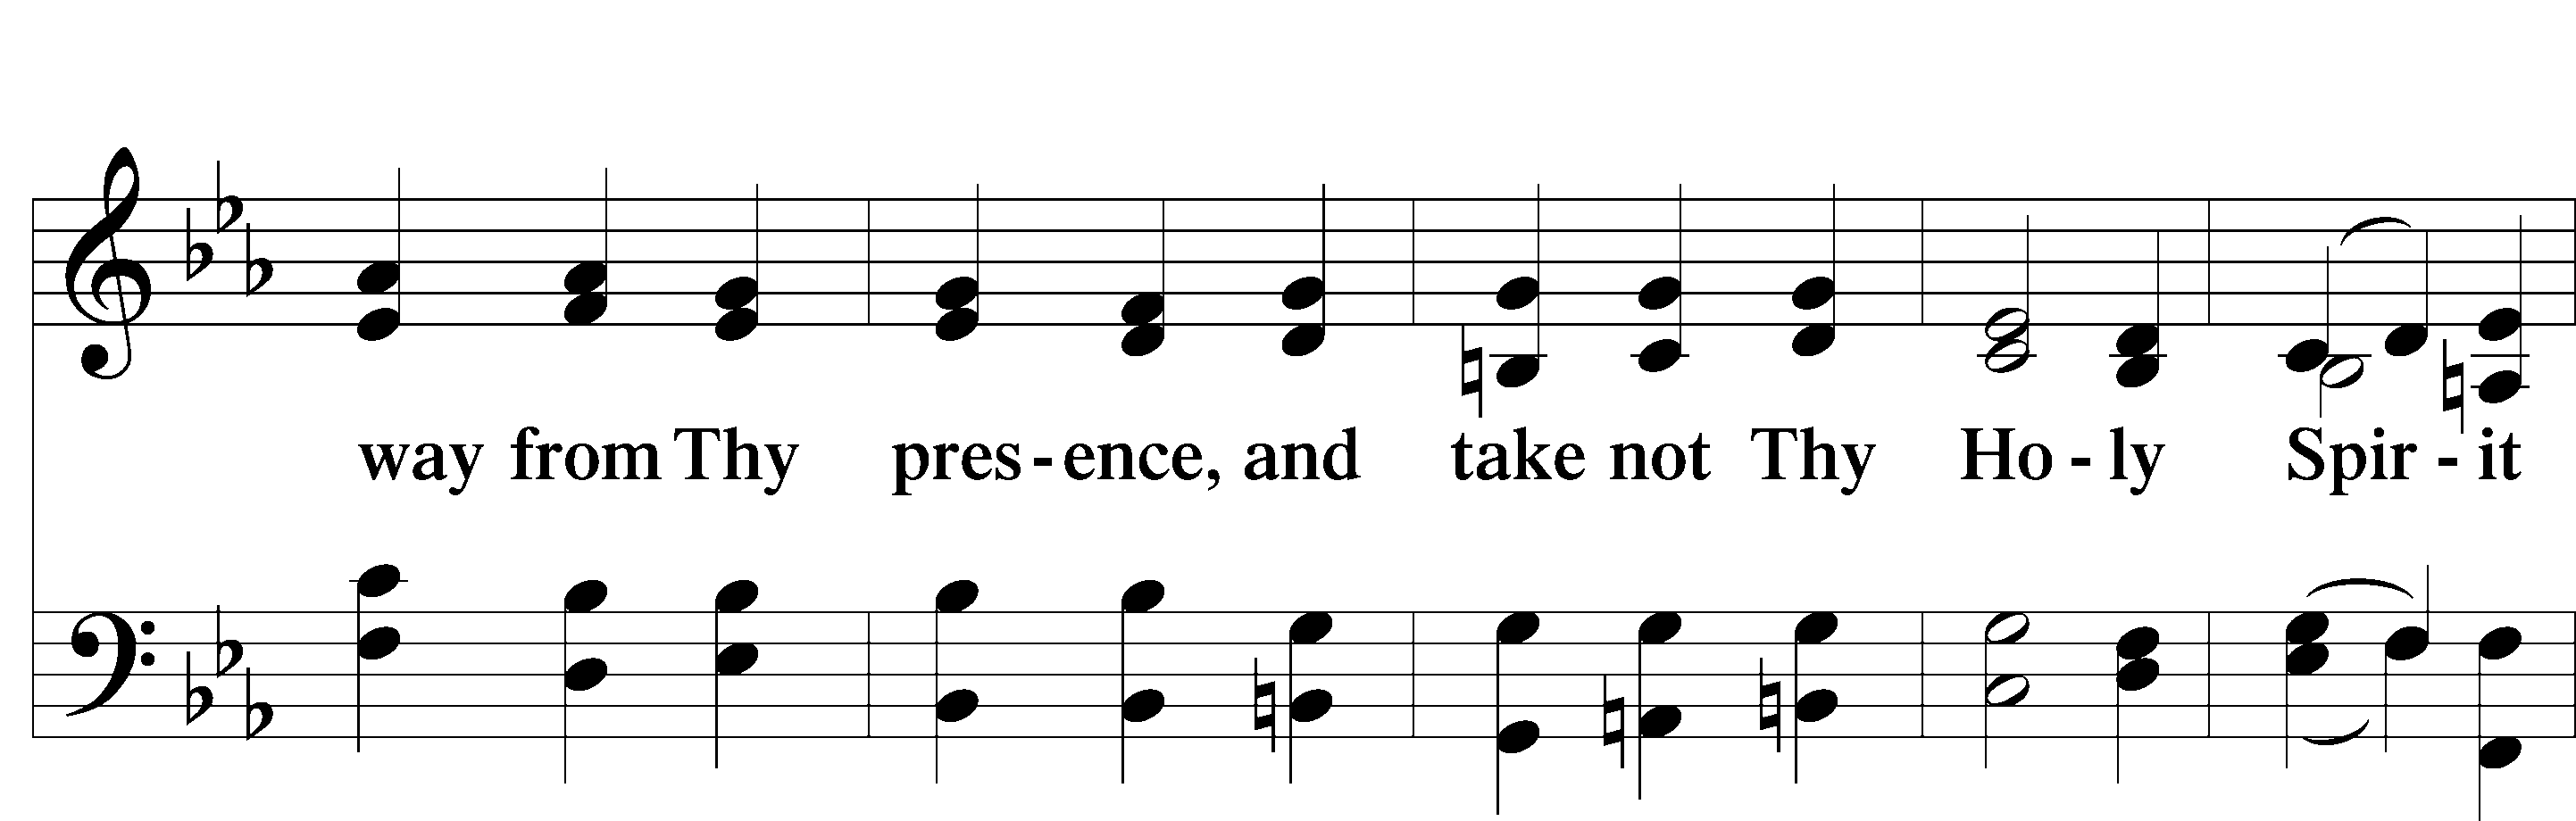 way from Thy pres - ence, and take not Thy Ho - ly Spir - it